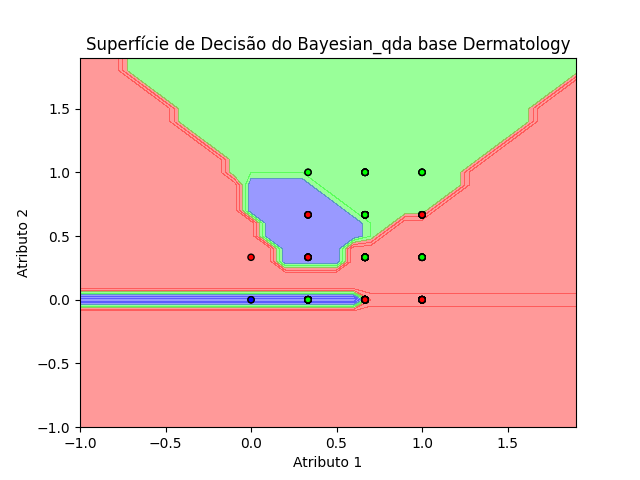 Superfície de Decisão do Bayesian_qda base Dermatology
1.5
1.0
0.5
0.0
−0.5
−1.0
Atributo 2
−1.0 −0.5 0.0 0.5 1.0 1.5
Atributo 1